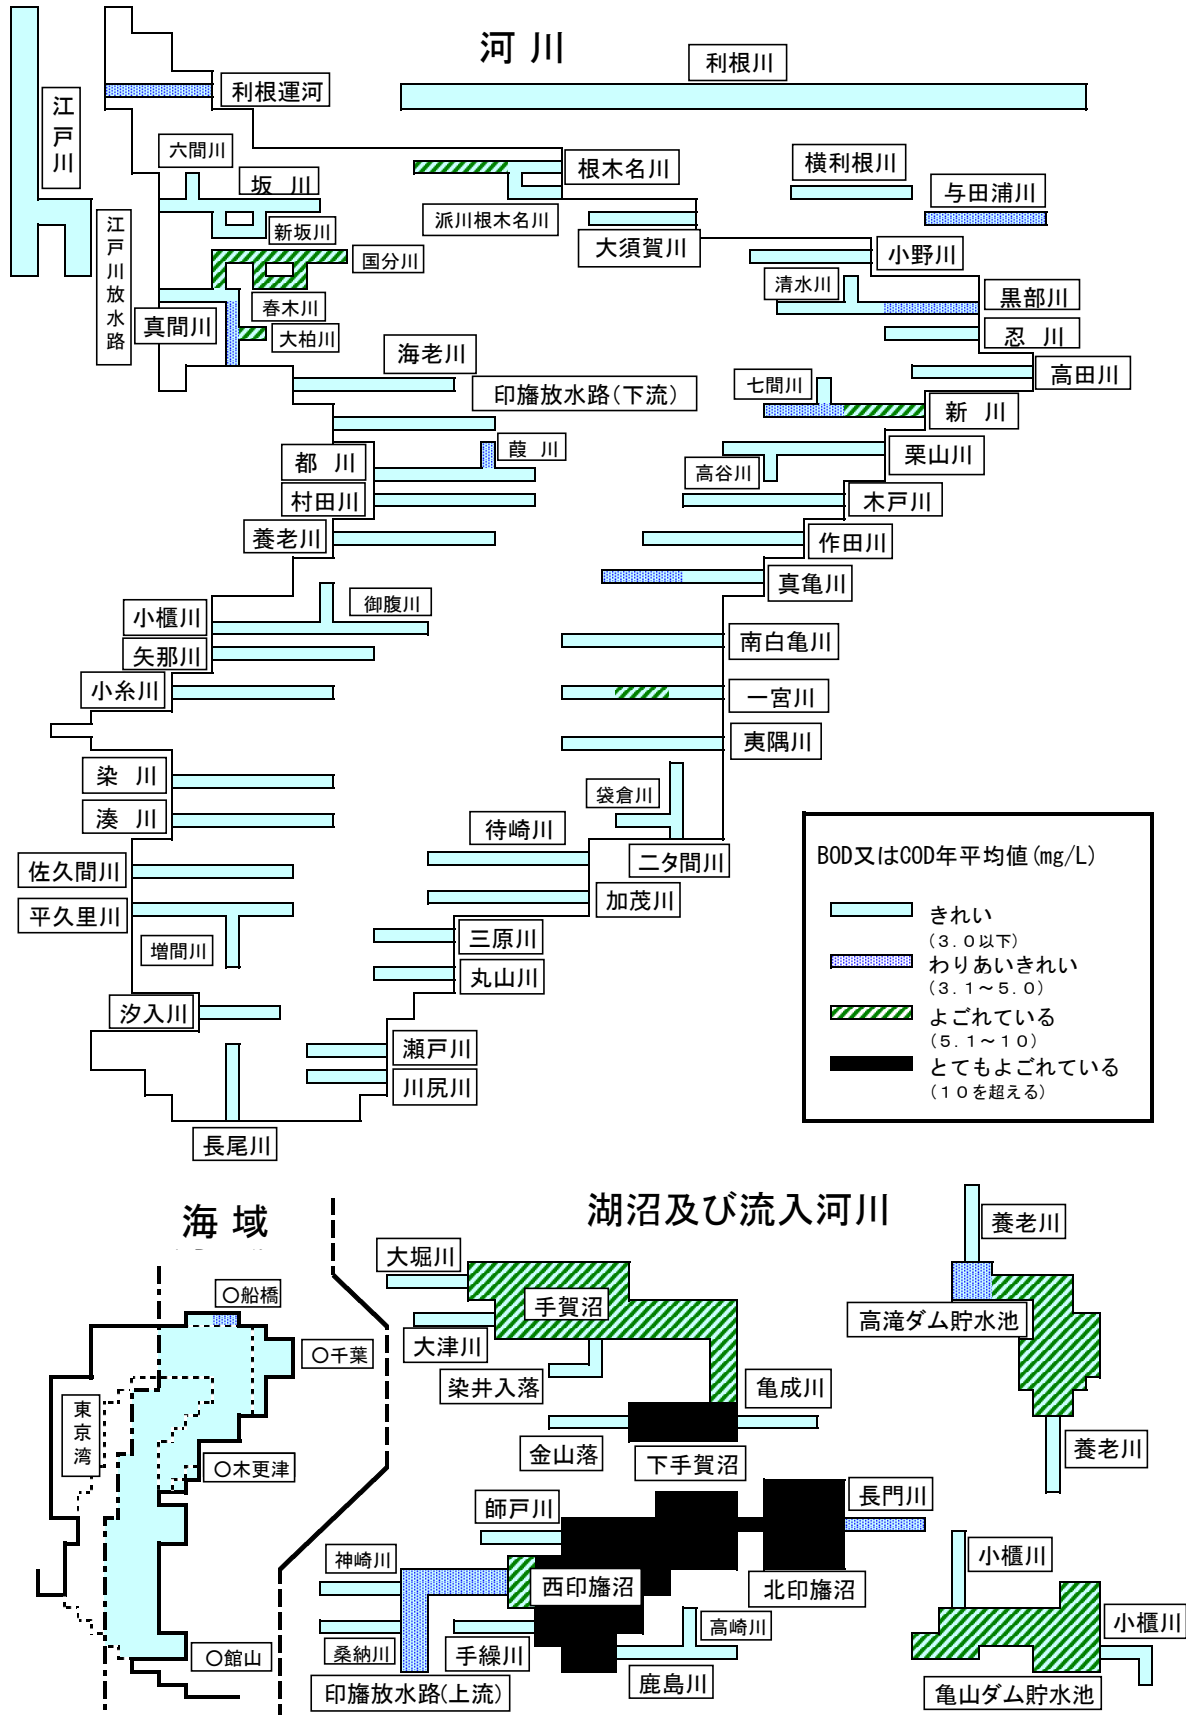 河 川
利根川
江戸川
利根運河
六間川
坂 川
新坂川
江戸川放水路
国分川
春木川
真間川
大柏川
根木名川
派川根木名川
大須賀川
横利根川
与田浦川
小野川
清水川
黒部川
忍 川
高田川
海老川
印旛放水路(下流)
七間川
新 川
都 川
葭 川
高谷川
栗山川
村田川
木戸川
養老川
作田川
真亀川
小櫃川
御腹川
矢那川
南白亀川
小糸川
一宮川
夷隅川
染 川
袋倉川
湊 川
待崎川
二タ間川
佐久間川
加茂川
平久里川
増間川
三原川
丸山川
汐入川
瀬戸川
川尻川
長尾川
BOD又はCOD年平均値(mg/L)
きれい
(3.0以下)
わりあいきれい
(3.1～5.0)
よごれている
(5.1～10)
とてもよごれている
(10を超える)
海 域
○船橋
○千葉
東京湾
○木更津
○館山
湖沼及び流入河川
大堀川
手賀沼
大津川
染井入落
亀成川
金山落
下手賀沼
養老川
高滝ダム貯水池
養老川
師戸川
長門川
神崎川
西印旛沼
北印旛沼
桑納川
手繰川
高崎川
印旛放水路(上流)
鹿島川
小櫃川
小櫃川
亀山ダム貯水池